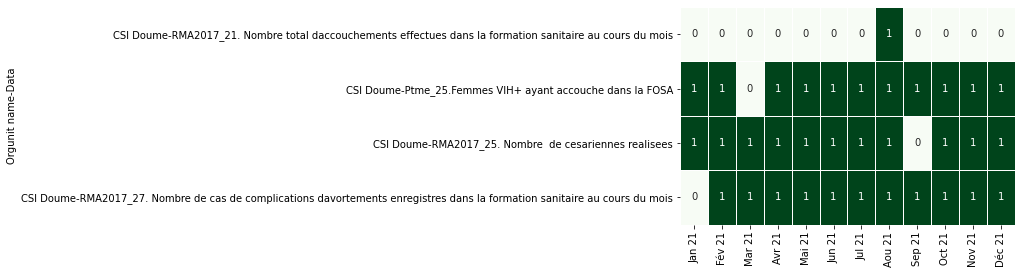 Orgunit name-Data
CSI Doume-RMA2017_21. Nombre total daccouchements effectues dans la formation sanitaire au cours du mois
0 0 0 0 0 0 0 1 0 0 0 0
CSI Doume-Ptme_25.Femmes VIH+ ayant accouche dans la FOSA
1 1 0 1 1 1 1 1 1 1 1 1
CSI Doume-RMA2017_25. Nombre  de cesariennes realisees
1 1 1 1 1 1 1 1 0 1 1 1
CSI Doume-RMA2017_27. Nombre de cas de complications davortements enregistres dans la formation sanitaire au cours du mois
0 1 1 1 1 1 1 1 1 1 1 1
Jan 21
Fév 21
Mar 21
Avr 21
Mai 21
Jun 21
Jul 21
Aou 21
Sep 21
Oct 21
Nov 21
Déc 21